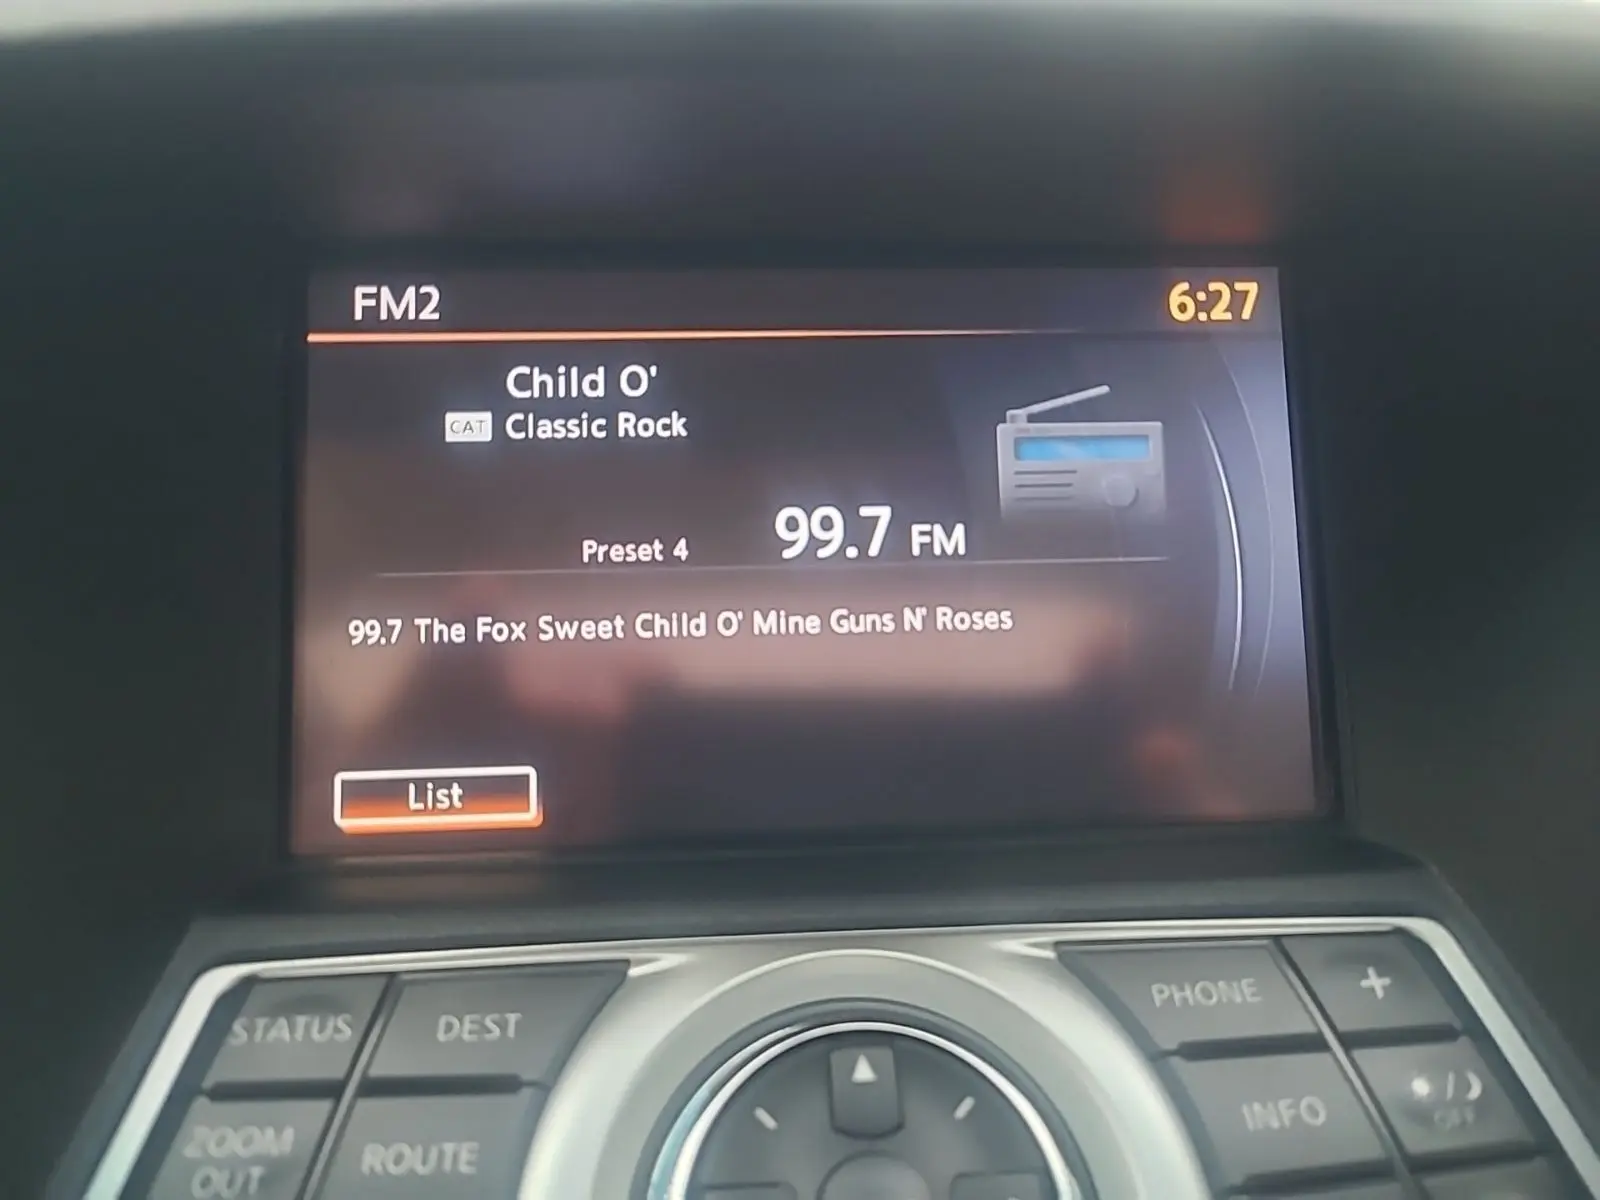 FM2
6:27
Child O'
CAT Classic Rock
Preset 4
99.7 FM
99.7 The Fox Sweet Child O' Mine Guns N' Roses
List
STATUS
DEST
PHONE
+
ZOOM
OUT
ROUTE
INFO
OFF